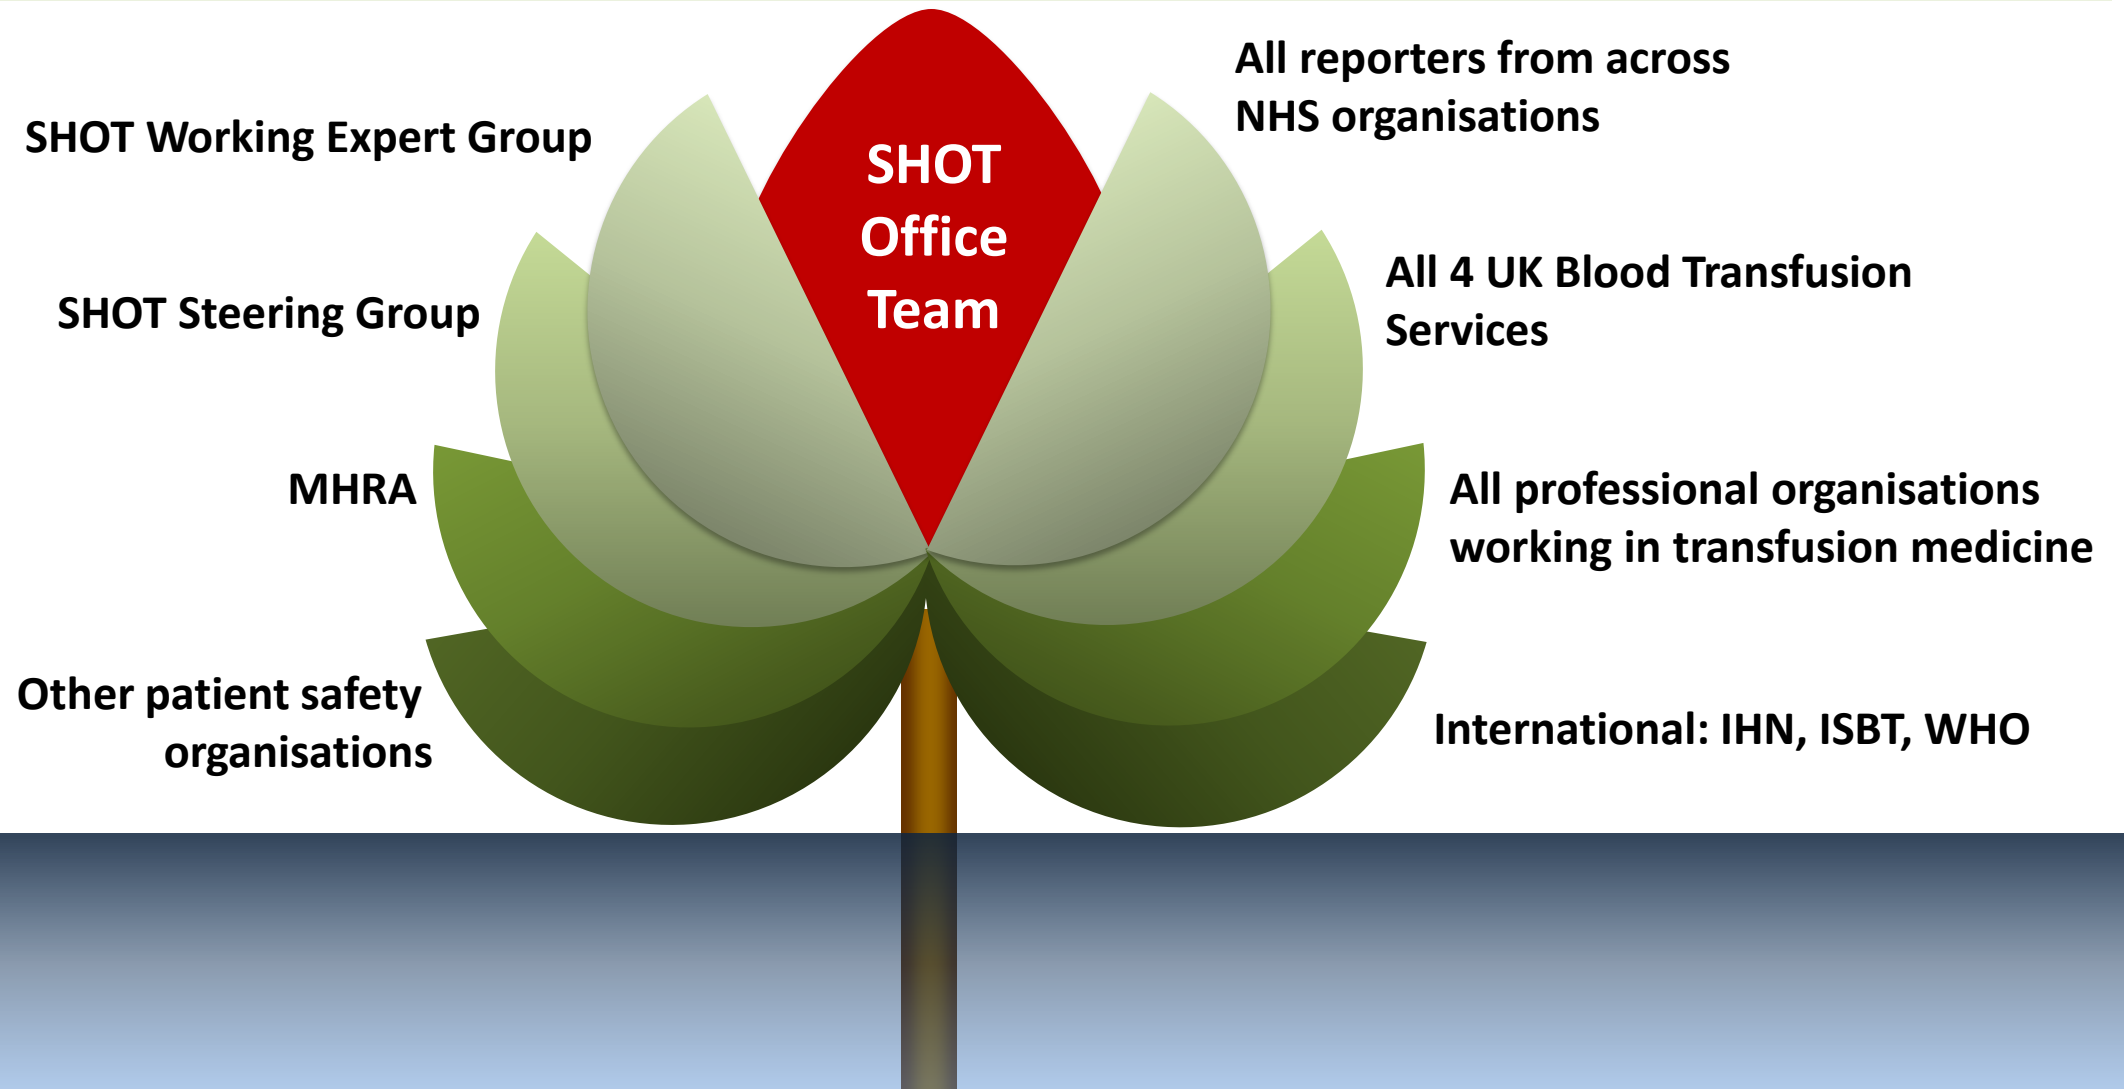 SHOT
Office
Team
SHOT Working Expert Group
SHOT Steering Group
MHRA
Other patient safety
organisations
All reporters from across
NHS organisations
All 4 UK Blood Transfusion
Services
All professional organisations
working in transfusion medicine
International: IHN, ISBT, WHO